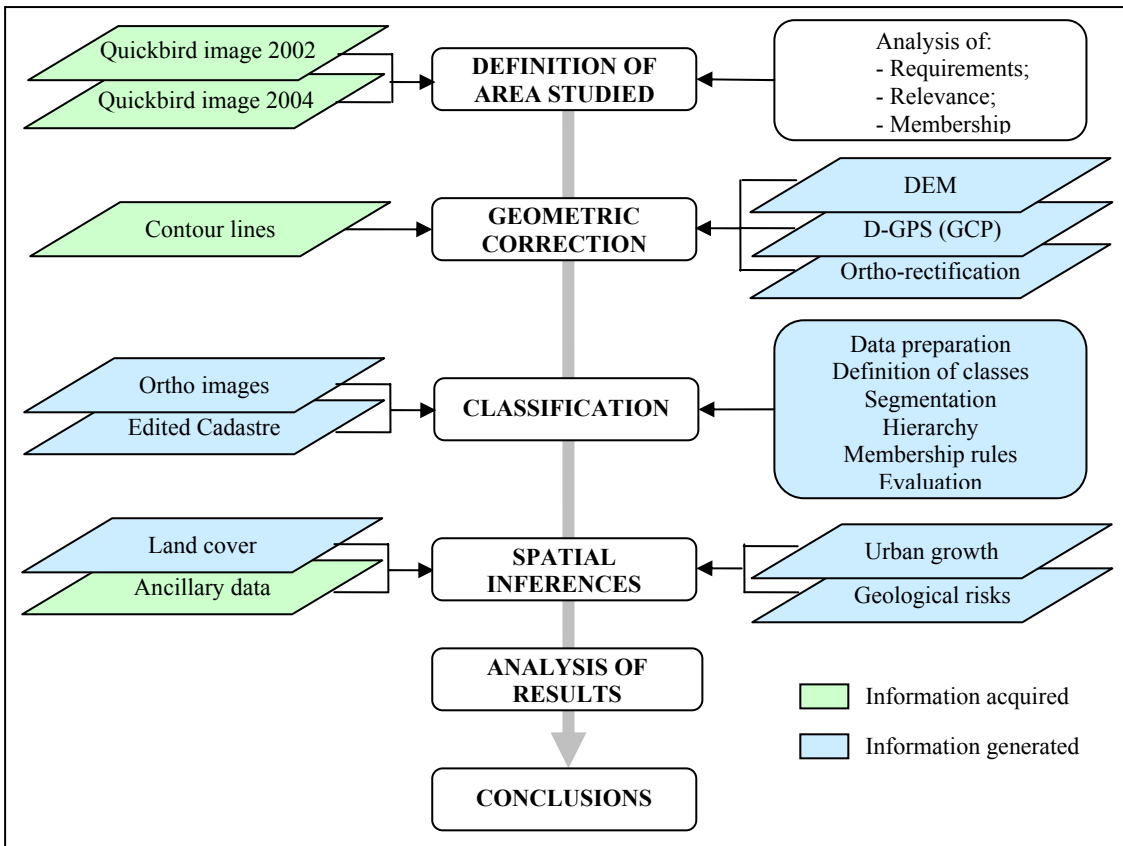 Quickbird image 2002
Quickbird image 2004
DEFINITION OF
AREA STUDIED
Analysis of:
- Requirements;
- Relevance;
- Membership
Contour lines
GEOMETRIC
CORRECTION
DEM
D-GPS (GCP)
Ortho-rectification
Ortho images
Edited Cadastre
CLASSIFICATION
Data preparation
Definition of classes
Segmentation
Hierarchy
Membership rules
Evaluation
Land cover
Ancillary data
SPATIAL
INFERENCES
Urban growth
Geological risks
ANALYSIS OF
RESULTS
Information acquired
Information generated
CONCLUSIONS